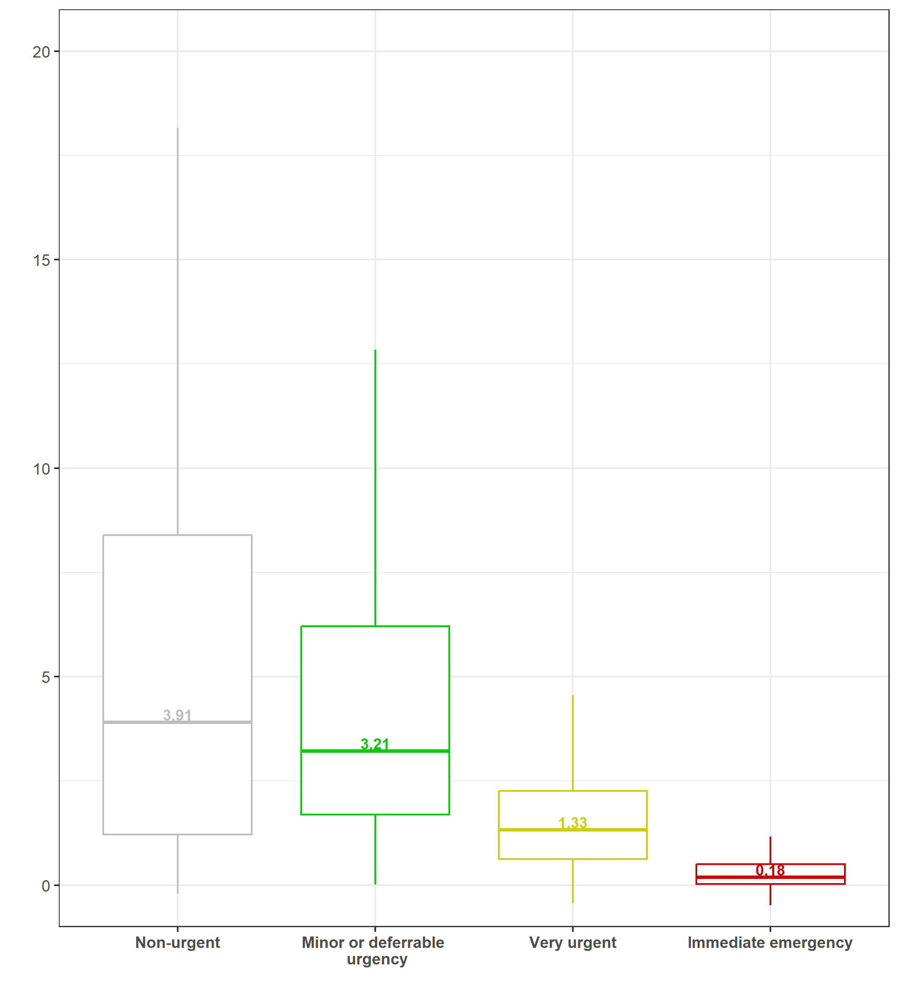 20
15
10
5
0
3.91
3.21
1.33
0.18
Non-urgent
Minor or deferrable
urgency
Very urgent
Immediate emergency